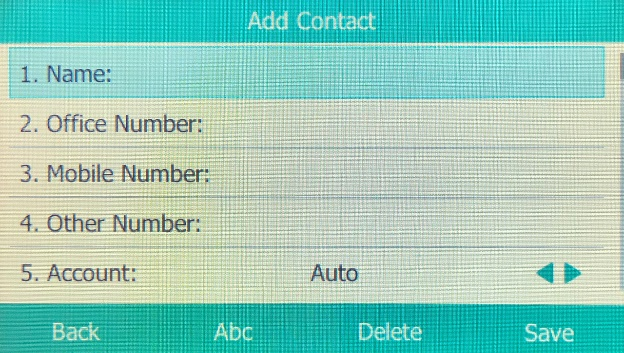 Add Contact
1. Name:
2. Office Number:
3. Mobile Number:
4. Other Number:
5. Account: Auto
Back Abc Delete Save